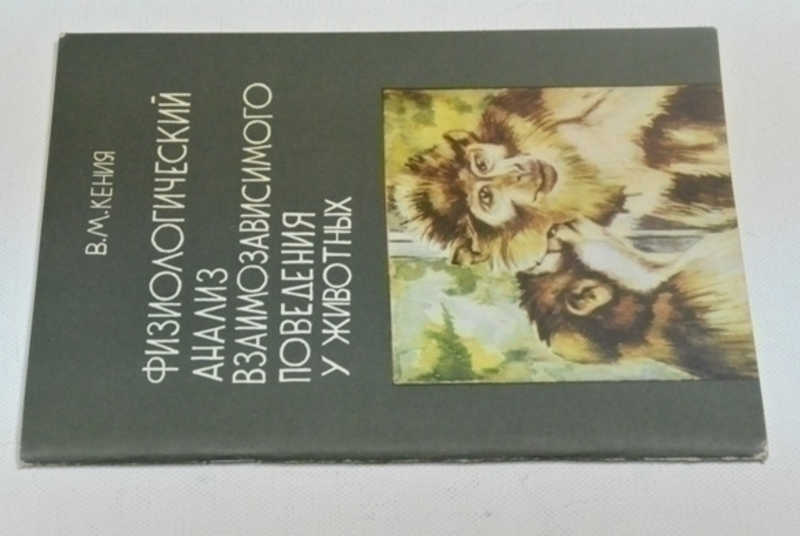 В.М.КЕНИЯ
ФИЗИОЛОГИЧЕСКИЙ
АНАЛИЗ
ВЗАИМОЗАВИСИМОГО
ПОВЕДЕНИЯ
У ЖИВОТНЫХ